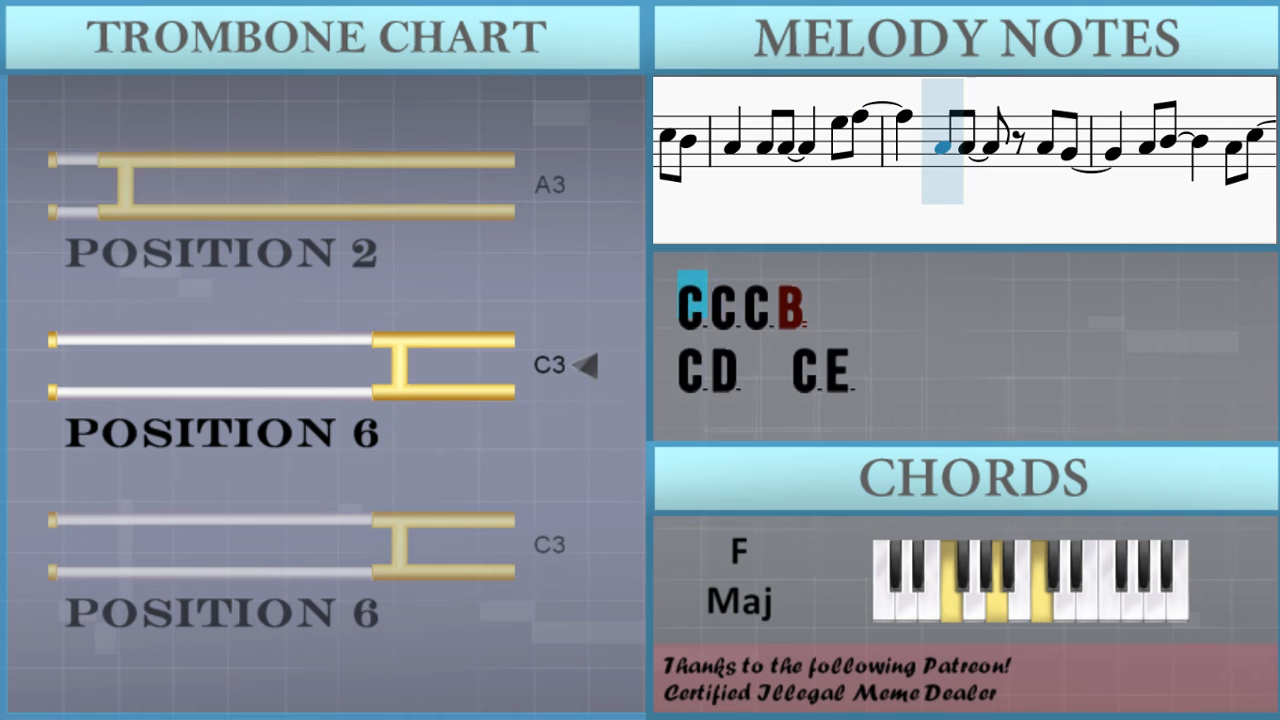 TROMBONE CHART
A3
POSITION 2
C3
POSITION 6
C3
POSITION 6
MELODY NOTES
C C C B
C D C E
CHORDS
F
Maj
Thanks to the following Patreon!
Certified Illegal Meme Dealer